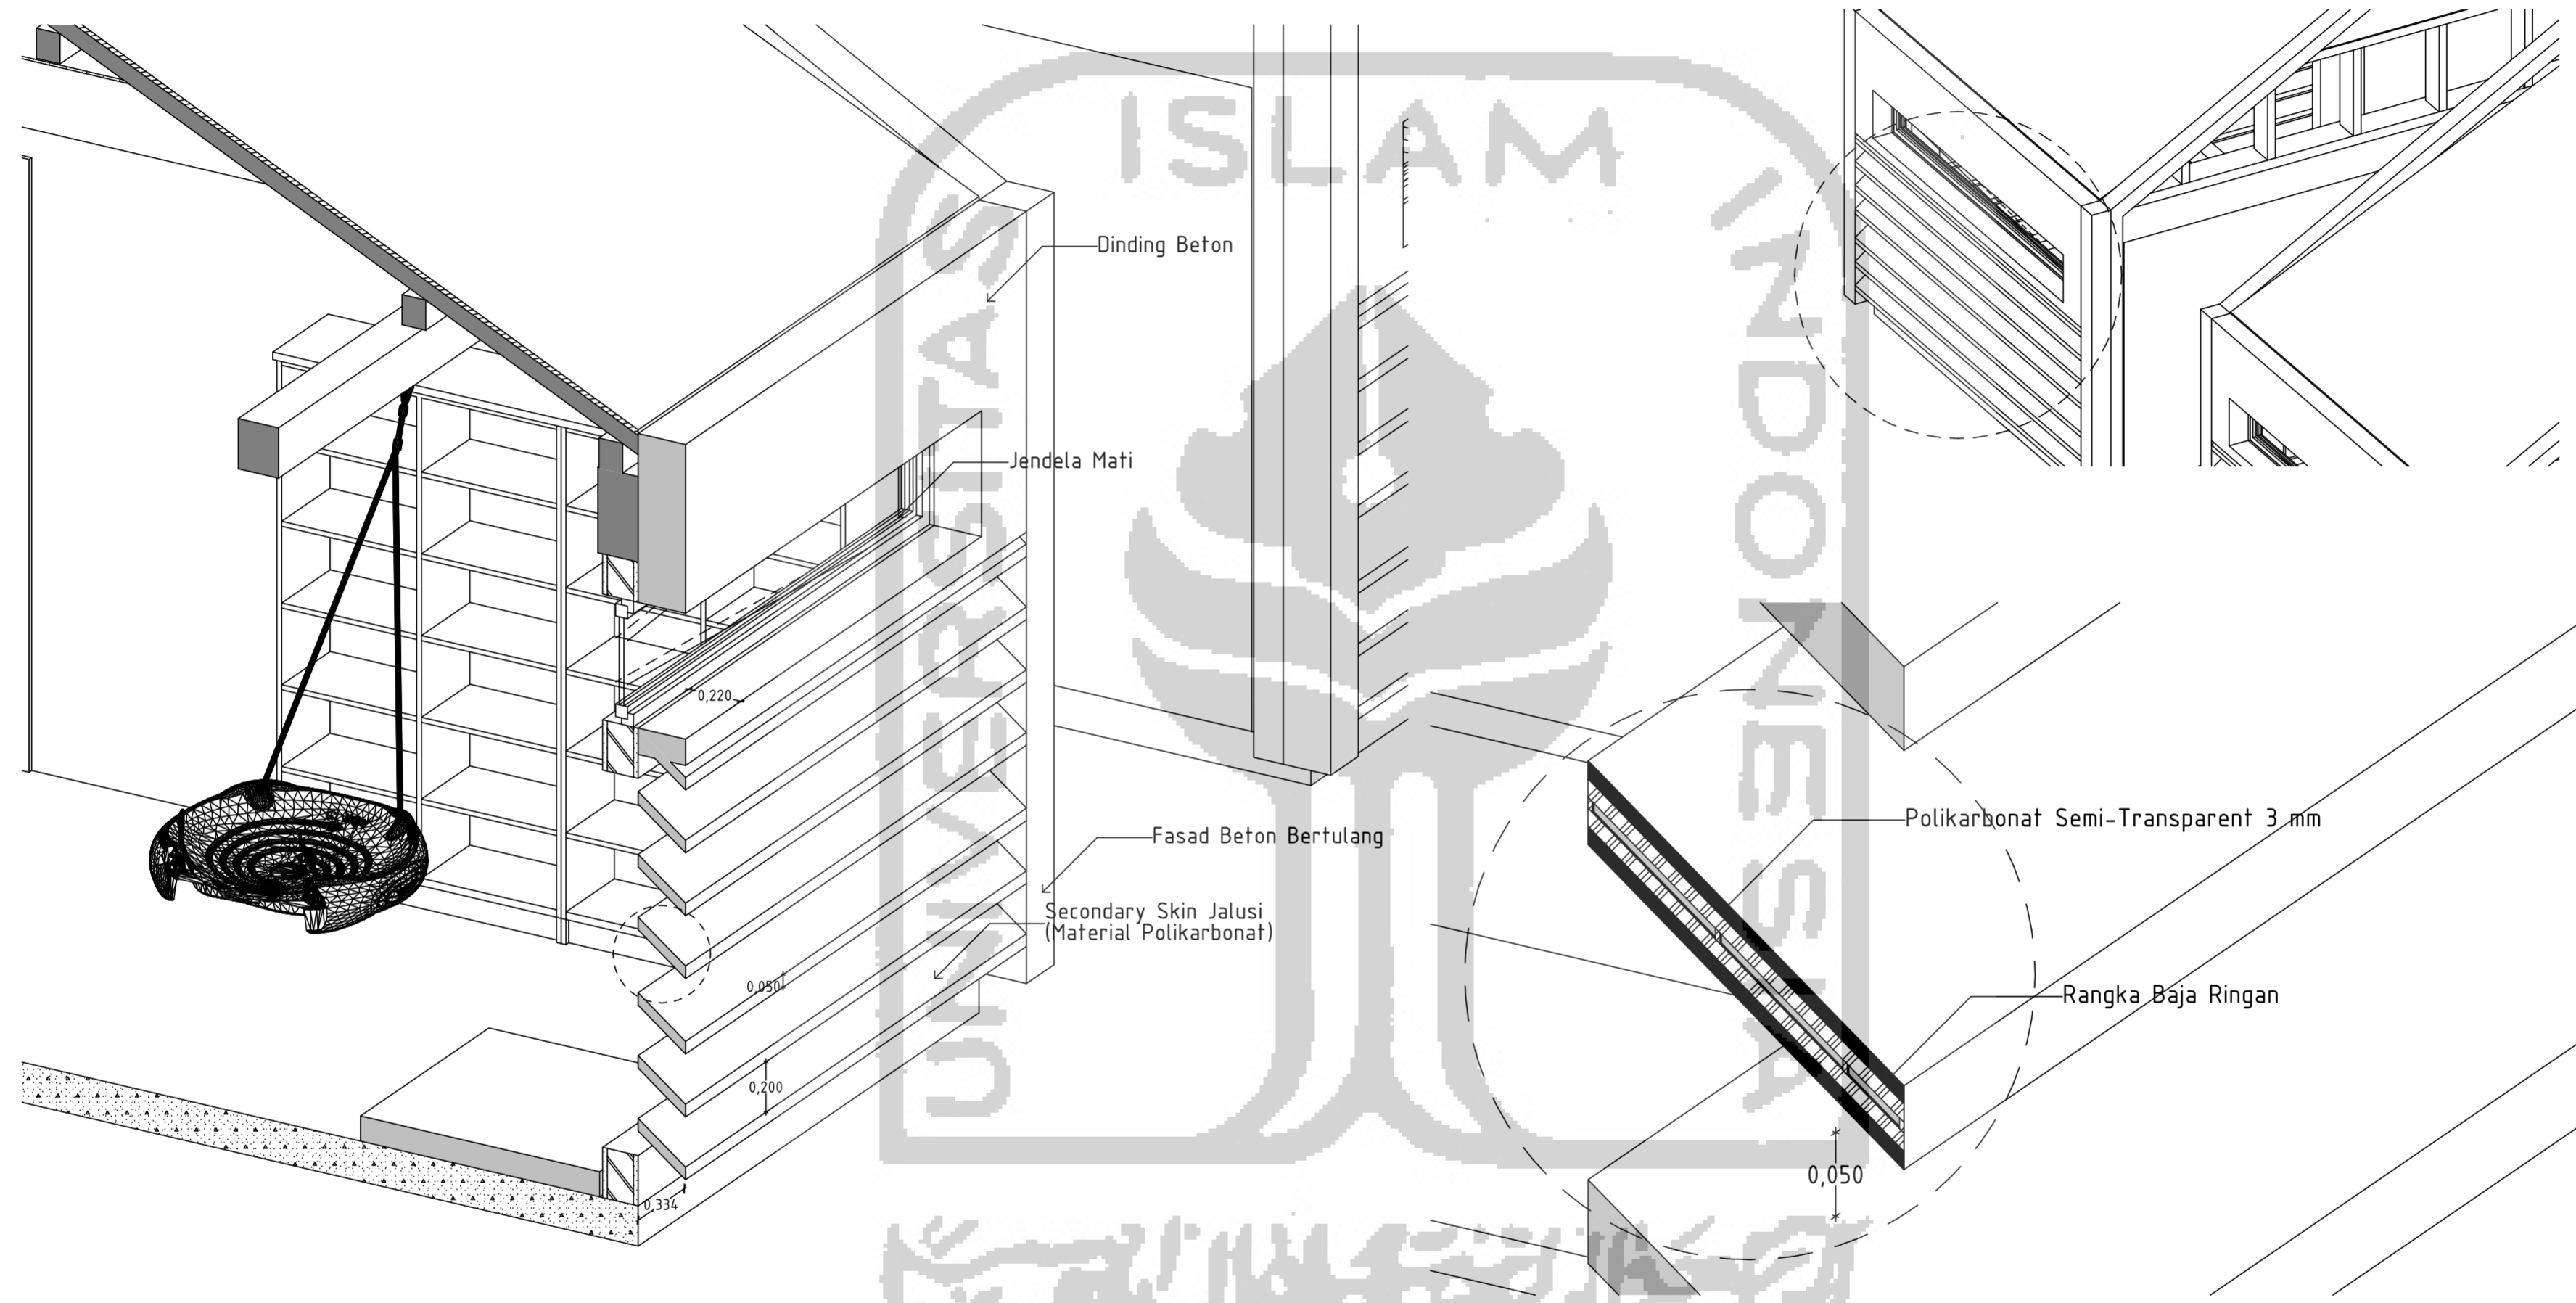 ISLAM
UNIVERSITAS
INDONESIA
Dinding Beton
Jendela Mati
0,220
Fasad Beton Bertulang
Secondary Skin Jalusi
(Material Polikarbonat)
0,050
0,200
0,334
Polikarbonat Semi-Transparent 3 mm
Rangka Baja Ringan
0,050